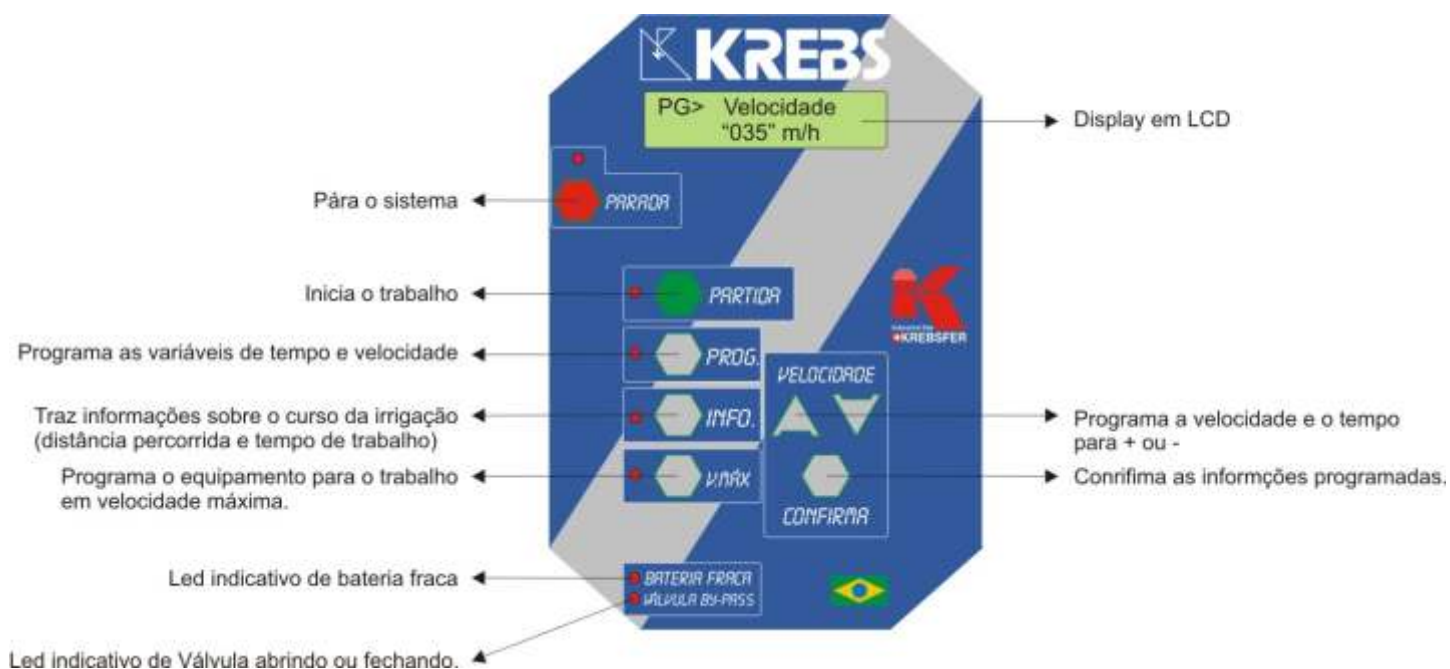 KREBS
PG> Velocidade
"035" m/h
Display em LCD
Pára o sistema
PARADA
Inicia o trabalho
PARTIDA
KREBSFER
Programa as variáveis de tempo e velocidade
PROG.
VELOCIDADE
Traz informações sobre o curso da irrigação
(distância percorrida e tempo de trabalho)
INFO.
Programa a velocidade e o tempo
para + ou -
Programa o equipamento para o trabalho
em velocidade máxima.
V.MÁX
Conrifima as informções programadas.
CONFIRMA
Led indicativo de bateria fraca
BATERIA FRACA
VÁLVULA BY-PASS
Led indicativo de Válvula abrindo ou fechando.